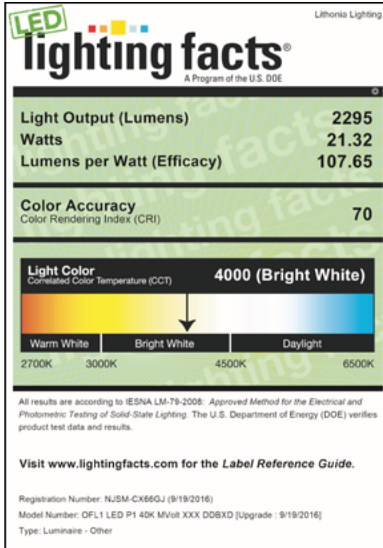 Lithonia Lighting
LED
lighting facts®
A Program of the U.S. DOE
Light Output (Lumens) 2295
Watts 21.32
Lumens per Watt (Efficacy) 107.65
Color Accuracy
Color Rendering Index (CRI) 70
Light Color
Correlated Color Temperature (CCT) 4000 (Bright White)
Warm White Bright White Daylight
2700K 3000K 4500K 6500K
All results are according to IESNA LM-79-2008: Approved Method for the Electrical and
Photometric Testing of Solid-State Lighting. The U.S. Department of Energy (DOE) verifies
product test data and results.
Visit www.lightingfacts.com for the Label Reference Guide.
Registration Number: NJSM-CX66GJ (9/19/2016)
Model Number: OFL1 LED P1 40K MVolt XXX DDBXD [Upgrade : 9/19/2016]
Type: Luminaire - Other